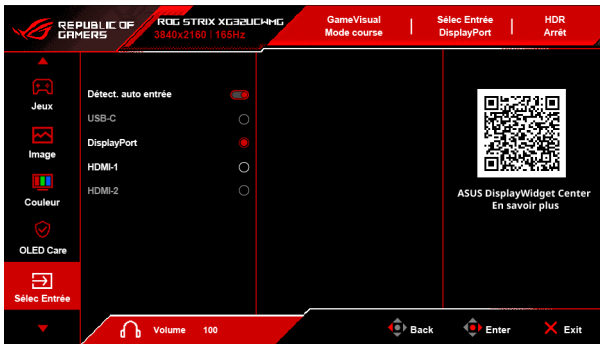 REPUBLIC OF
GAMERS
ROG STRIX XG32UCWMG
3840x2160 | 165Hz
GameVisual
Mode course
Sélec Entrée
DisplayPort
HDR
Arrêt
Jeux
Image
Couleur
OLED Care
Sélec Entrée
Détect. auto entrée
USB-C
DisplayPort
HDMI-1
HDMI-2
ASUS DisplayWidget Center
En savoir plus
Volume 100
Back
Enter
Exit